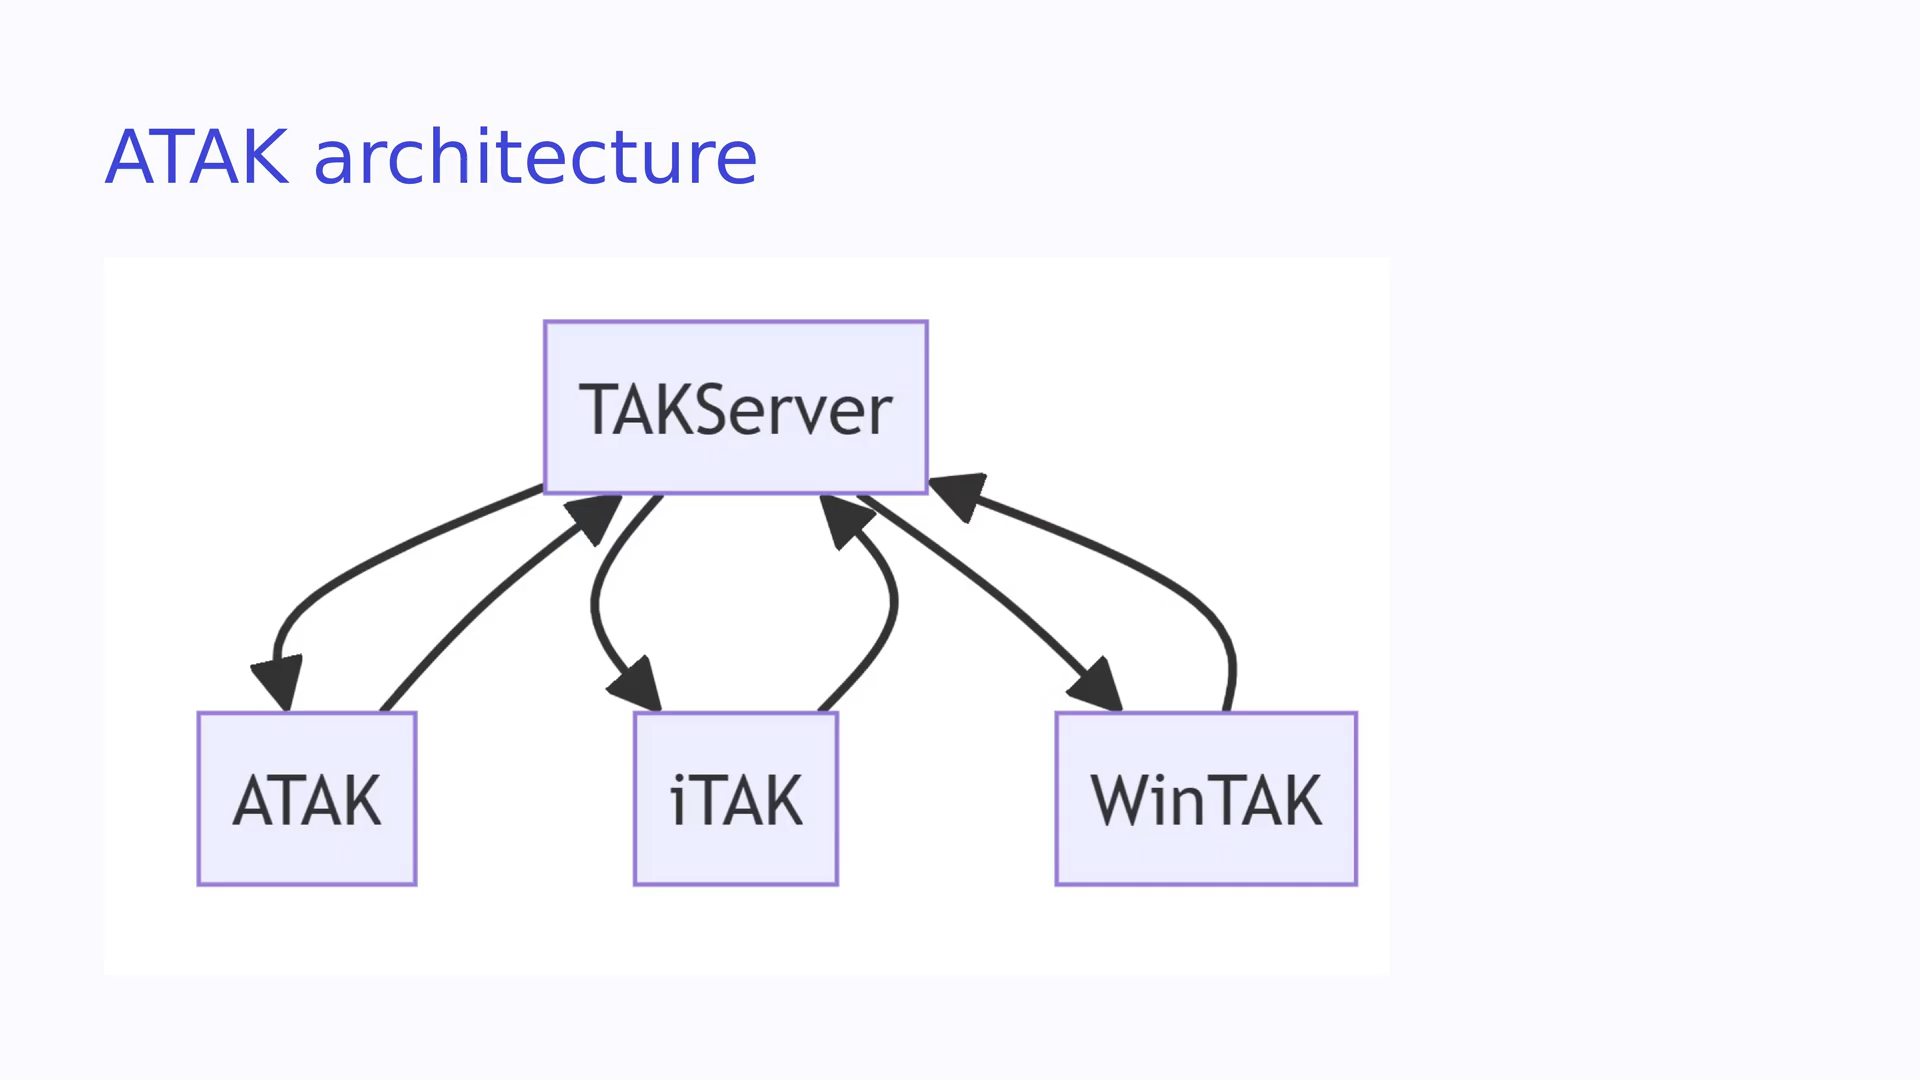 ATAK architecture
TAKServer
ATAK
iTAK
WinTAK